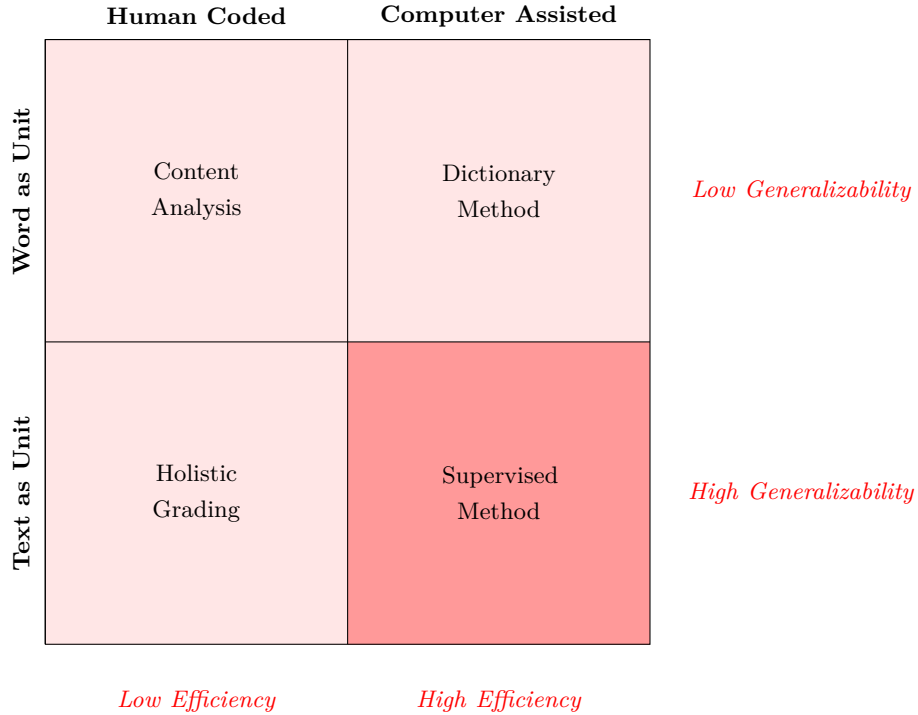 Human Coded
Computer Assisted
Word as Unit
Content
Analysis
Dictionary
Method
Low Generalizability
Text as Unit
Holistic
Grading
Supervised
Method
High Generalizability
Low Efficiency
High Efficiency